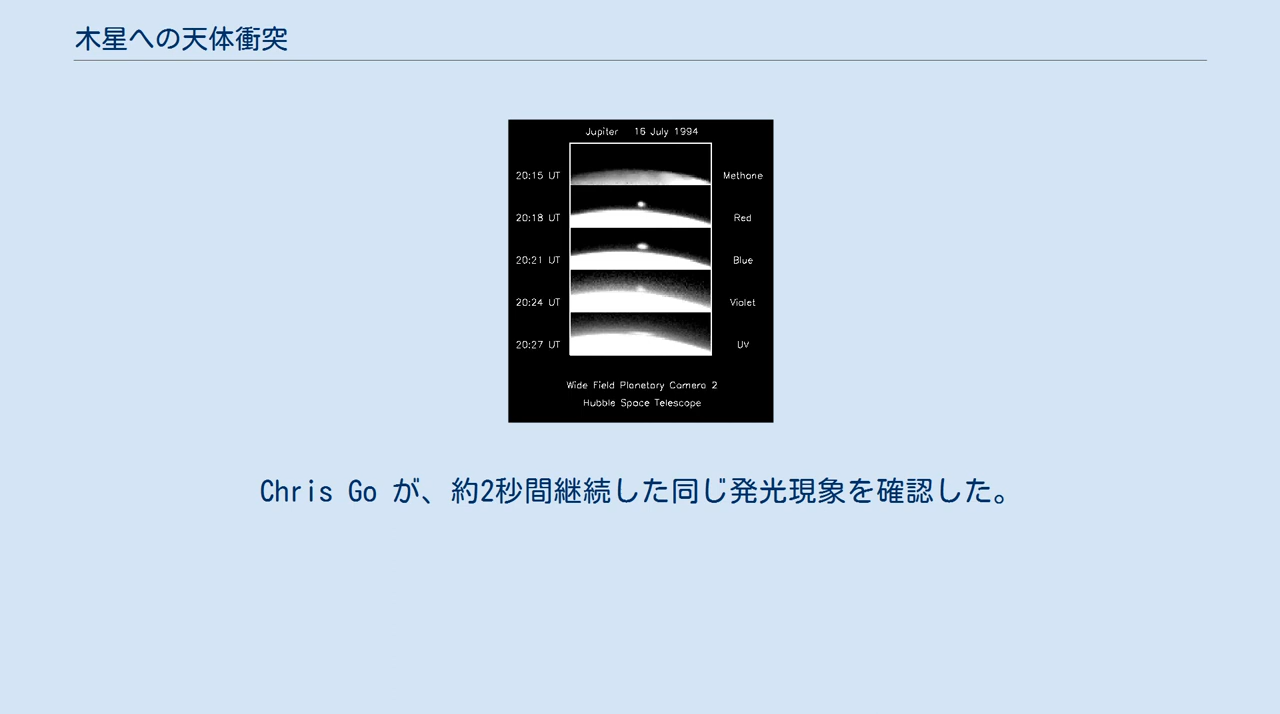 木星への天体衝突
Jupiter 16 July 1994
20:15 UT Methane
20:18 UT Red
20:21 UT Blue
20:24 UT Violet
20:27 UT UV
Wide Field Planetary Camera 2
Hubble Space Telescope
Chris Go が、約2秒間継続した同じ発光現象を確認した。